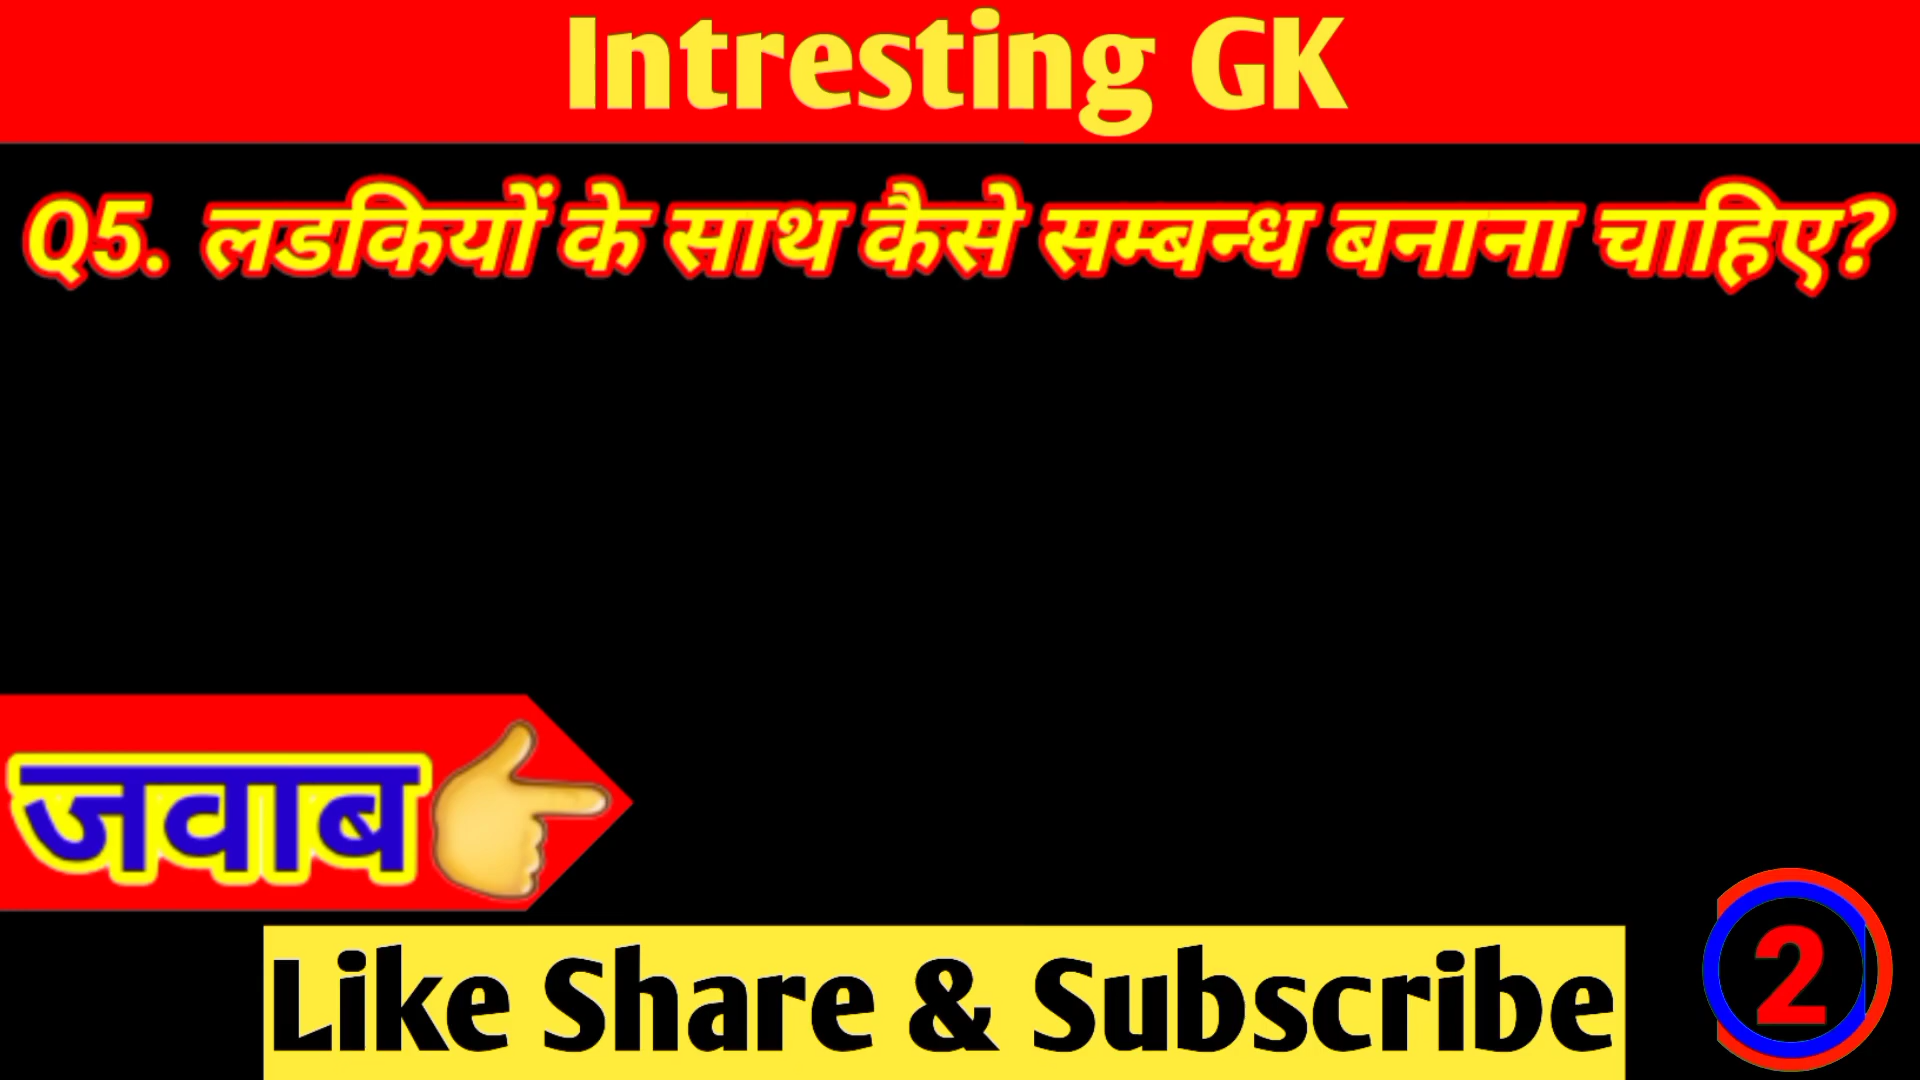 Intresting GK
Q5. लडकियों के साथ कैसे सम्बन्ध बनाना चाहिए?
जवाब
Like Share & Subscribe
2